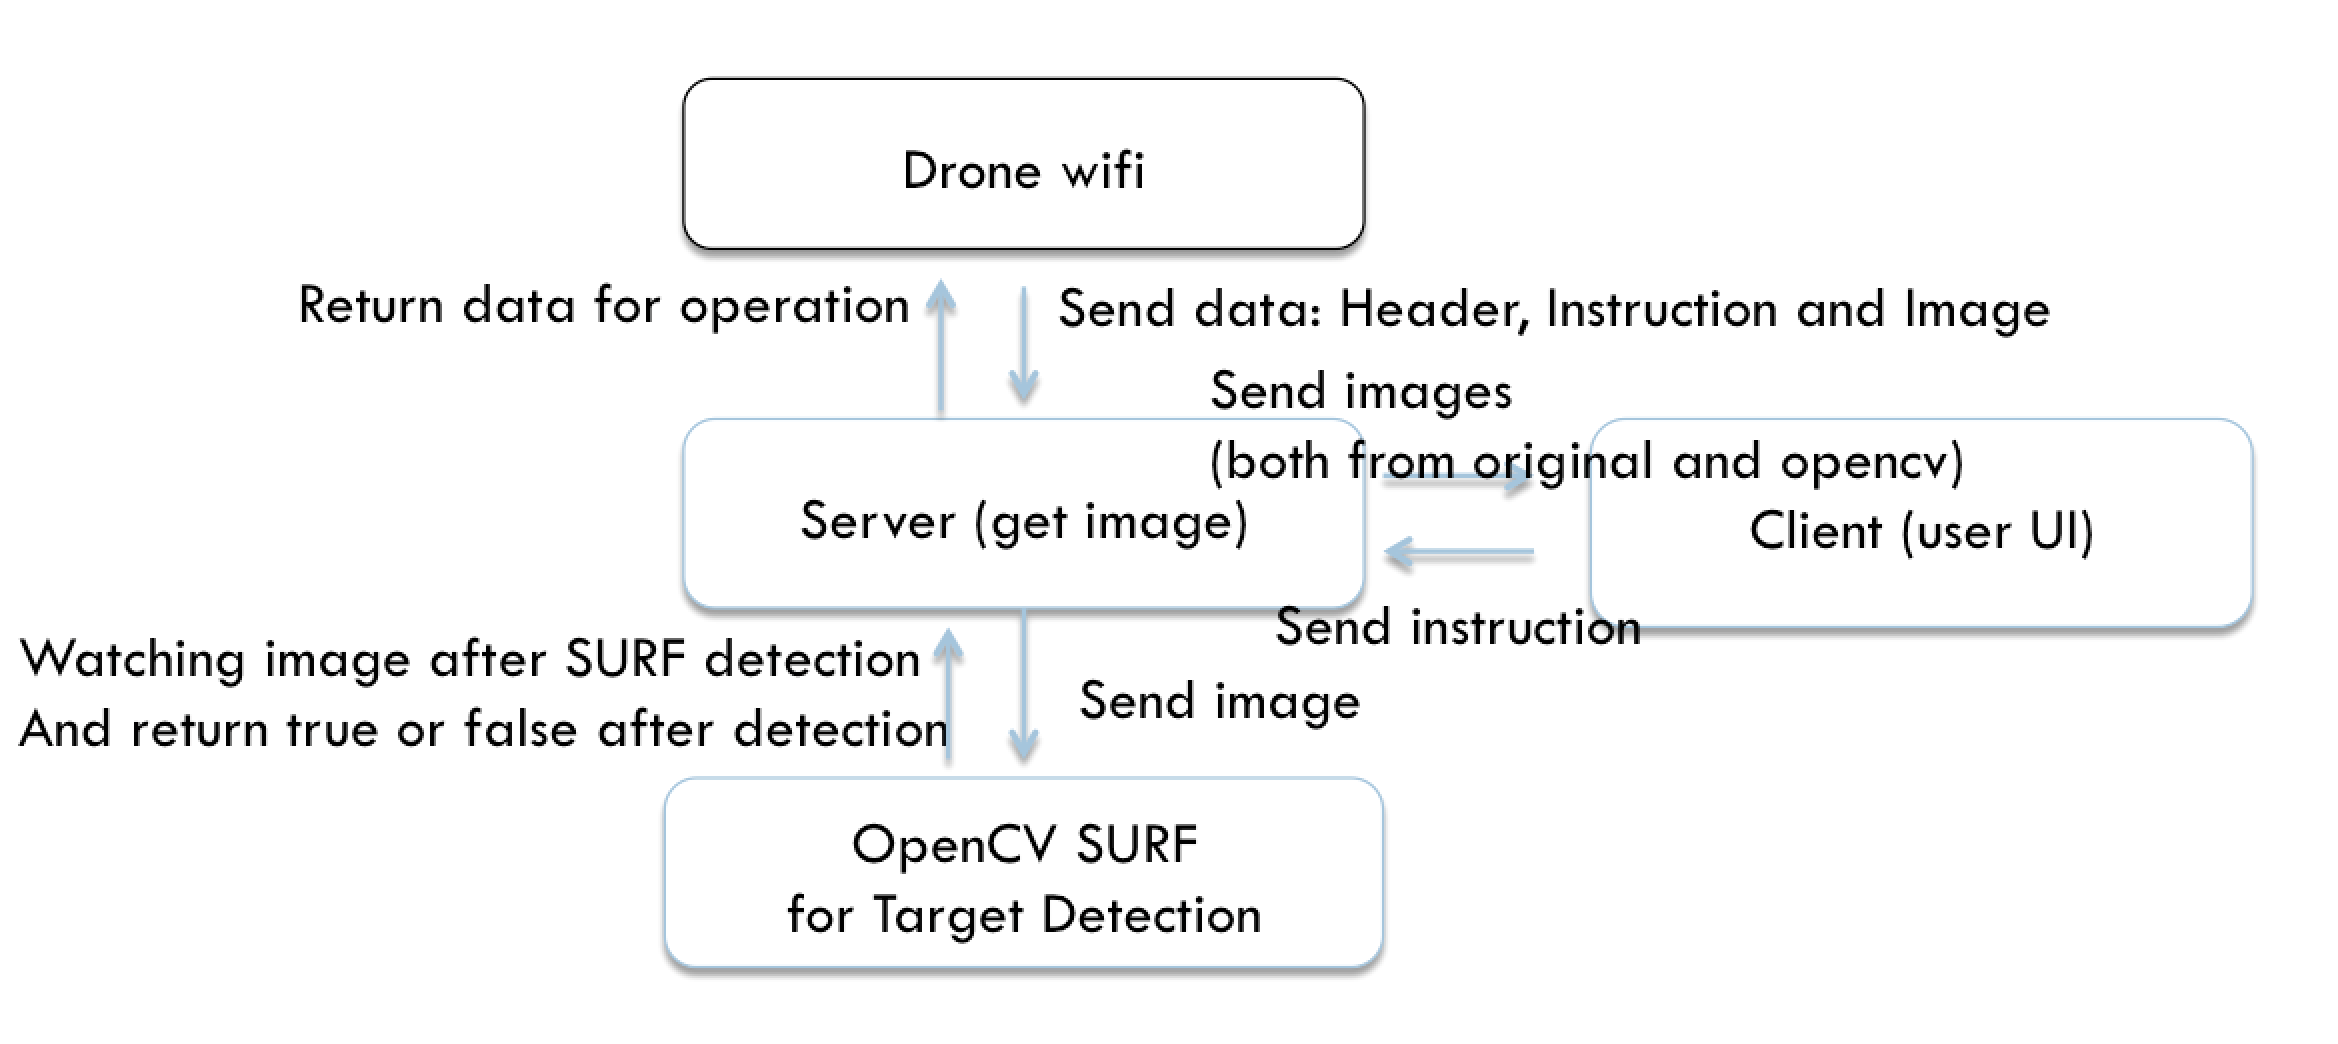 Drone wifi
Return data for operation
Send data: Header, Instruction and Image
Send images
(both from original and opencv)
Server (get image)
Client (user UI)
Send instruction
Watching image after SURF detection
And return true or false after detection
Send image
OpenCV SURF
for Target Detection